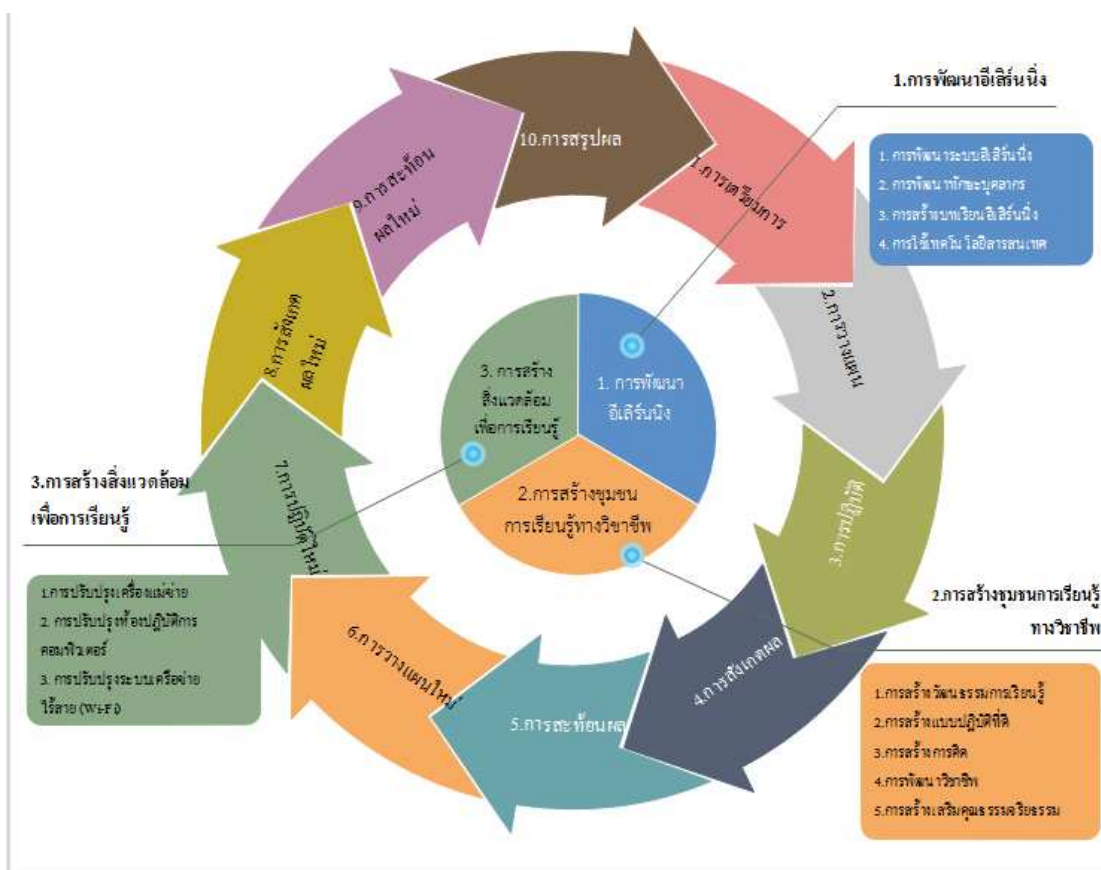 1.การพัฒนาอีเลิร์นนิ่ง
1. การพัฒนาระบบอีเลิร์นนิ่ง
2. การพัฒนาทักษะบุคลากร
3. การสร้างบทเรียนอีเลิร์นนิ่ง
4. การใช้เทคโนโลยีสารสนเทศ
10.การสรุปผล
1.การเตรียมการ
2.การวางแผน
3.การปฏิบัติ
4.การสังเกตผล
5.การสะท้อนผล
6.การวางแผนใหม่
7.การปฏิบัติใหม่
8.การสังเกต
ผลใหม่
9.การสะท้อน
ผลใหม่
1. การพัฒนา
อีเลิร์นนิง
2.การสร้างชุมชน
การเรียนรู้ทางวิชาชีพ
3. การสร้าง
สิ่งแวดล้อม
เพื่อการเรียนรู้
3.การสร้างสิ่งแวดล้อม
เพื่อการเรียนรู้
1.การปรับปรุงเครื่องแม่ข่าย
2. การปรับปรุงห้องปฏิบัติการ
คอมพิวเตอร์
3. การปรับปรุงระบบเครือข่าย
ไร้สาย (Wi-Fi)
2.การสร้างชุมชนการเรียนรู้
ทางวิชาชีพ
1.การสร้างวัฒนธรรมการเรียนรู้
2.การสร้างแบบปฏิบัติที่ดี
3.การสร้างการคิด
4.การพัฒนาวิชาชีพ
5.การสร้างเสริมคุณธรรมจริยธรรม